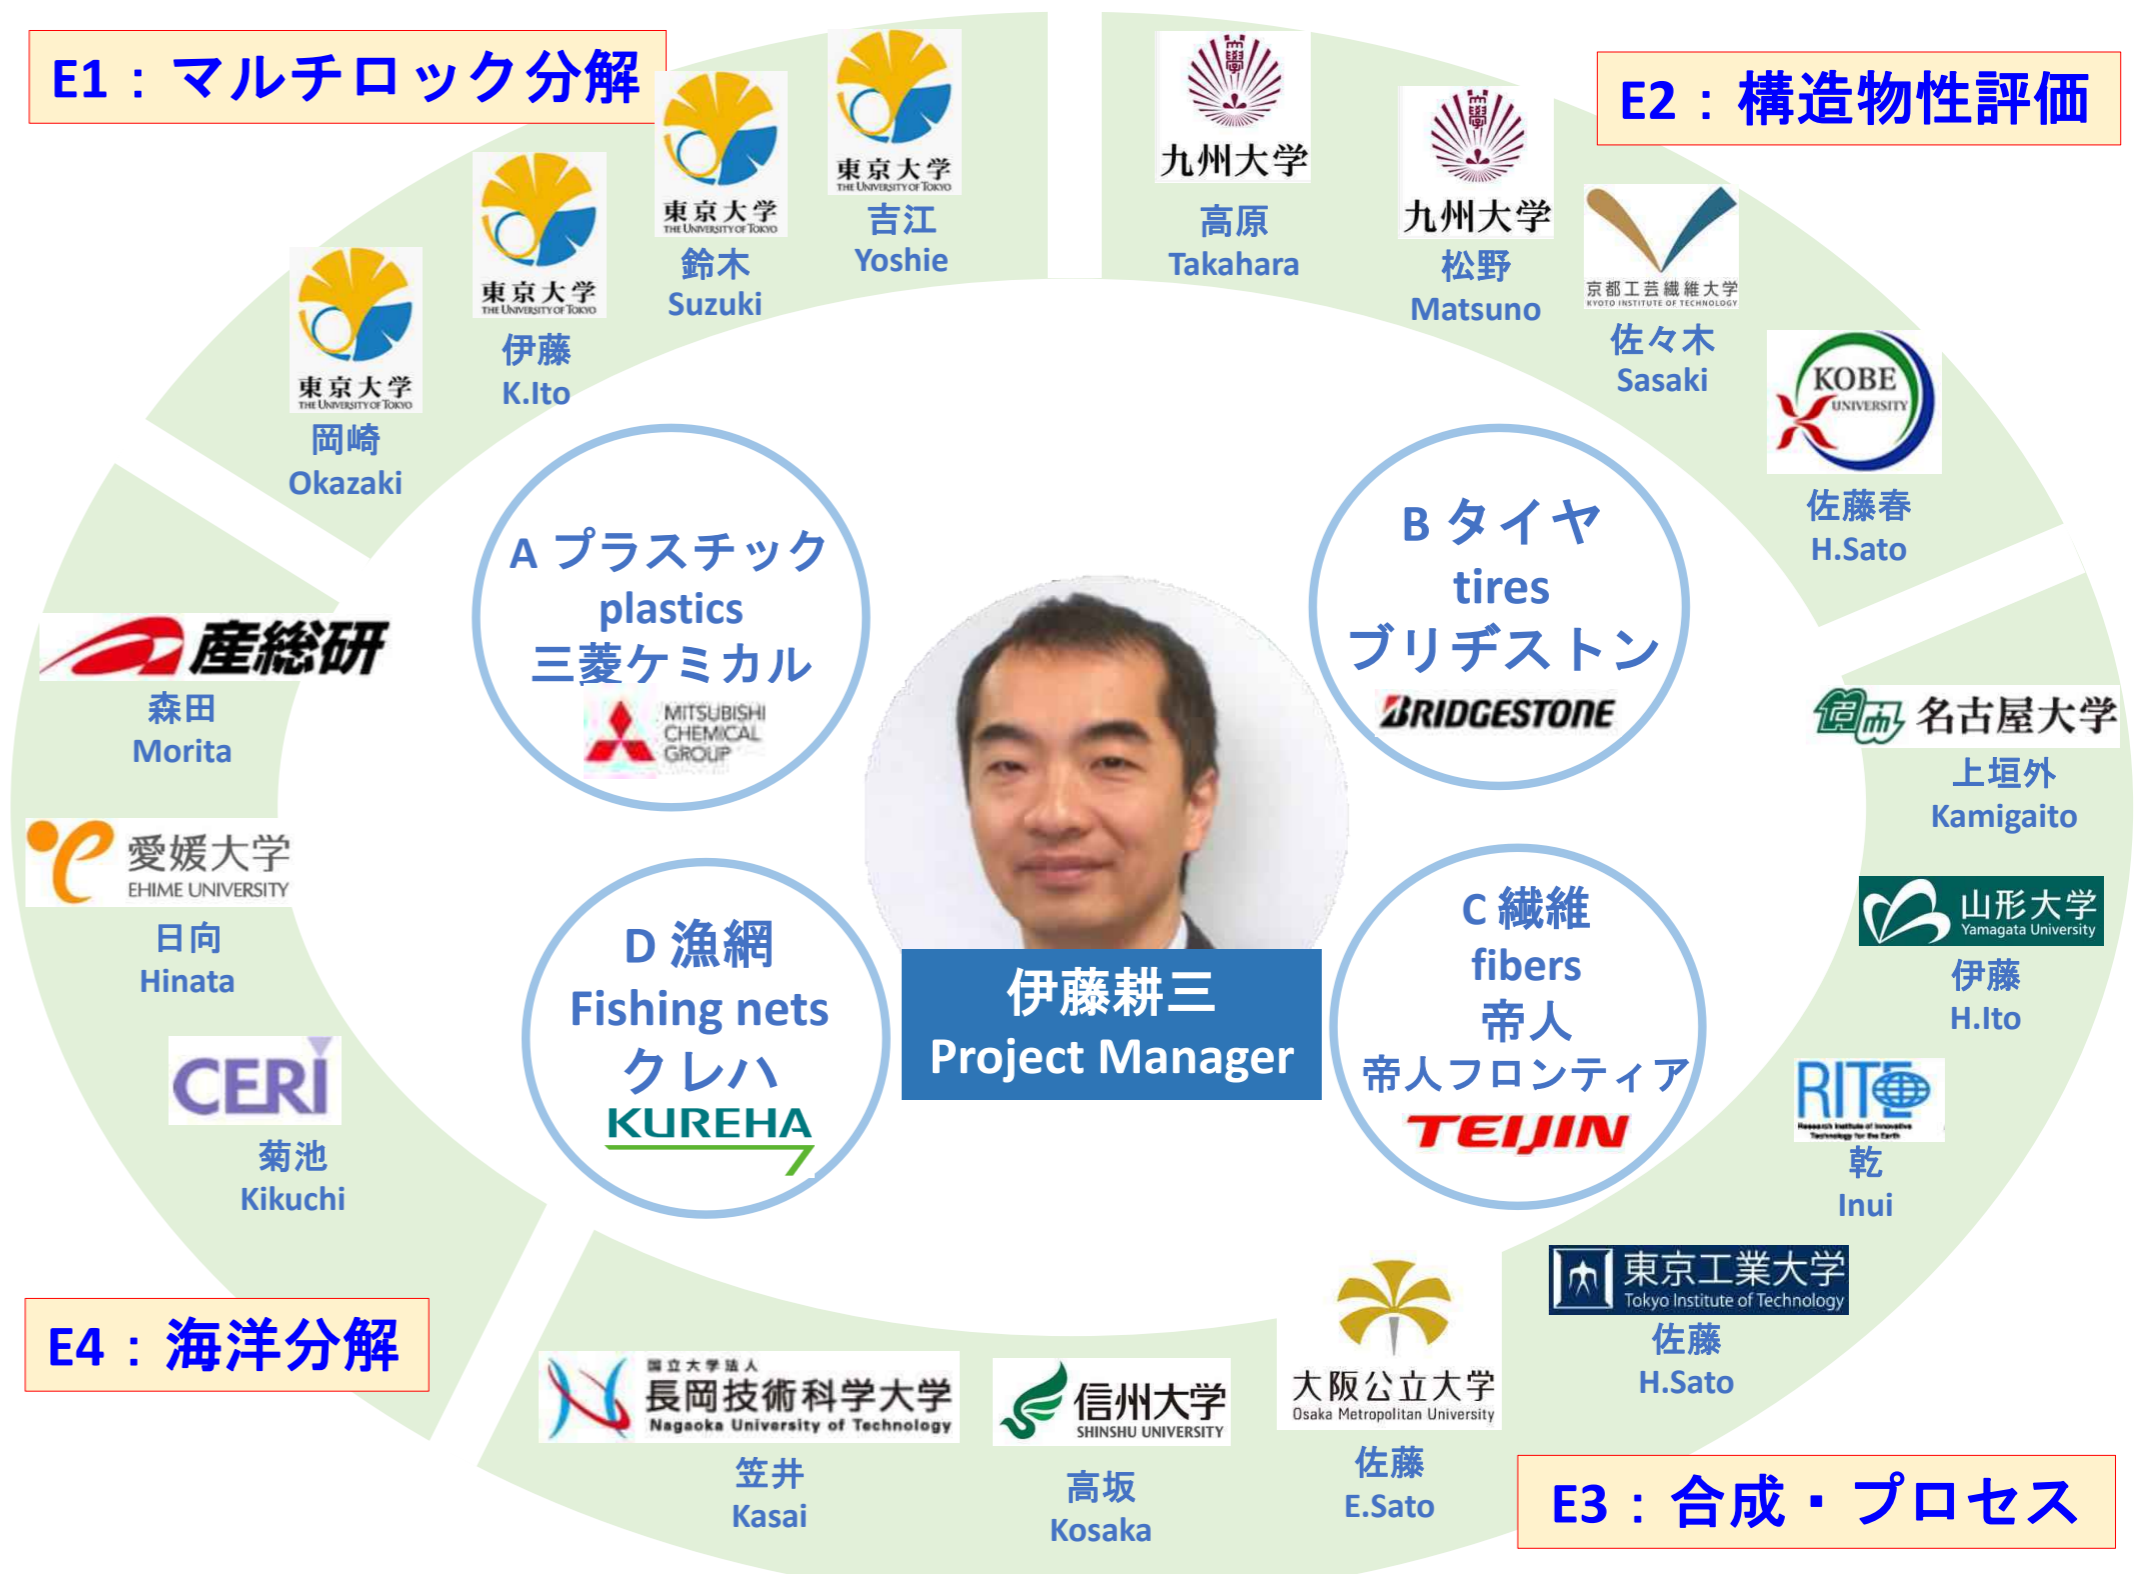 E1：マルチロック分解
東京大学
THE UNIVERSITY OF TOKYO
岡崎
Okazaki
東京大学
THE UNIVERSITY OF TOKYO
伊藤
K.Ito
東京大学
THE UNIVERSITY OF TOKYO
鈴木
Suzuki
東京大学
THE UNIVERSITY OF TOKYO
吉江
Yoshie
E2：構造物性評価
九州大学
高原
Takahara
九州大学
松野
Matsuno
京都工芸繊維大学
KYOTO INSTITUTE OF TECHNOLOGY
佐々木
Sasaki
KOBE
UNIVERSITY
佐藤春
H.Sato
A プラスチック
plastics
三菱ケミカル
MITSUBISHI
CHEMICAL
GROUP
B タイヤ
tires
ブリヂストン
BRIDGESTONE
C 繊維
fibers
帝人
帝人フロンティア
TEIJIN
D 漁網
Fishing nets
クレハ
KUREHA
伊藤耕三
Project Manager
産総研
森田
Morita
愛媛大学
EHIME UNIVERSITY
日向
Hinata
CERI
菊池
Kikuchi
E4：海洋分解
名古屋大学
上垣外
Kamigaito
山形大学
Yamagata University
伊藤
H.Ito
RITE
Research Institute of Innovative
Technology for the Earth
乾
Inui
東京工業大学
Tokyo Institute of Technology
佐藤
H.Sato
大阪公立大学
Osaka Metropolitan University
佐藤
E.Sato
信州大学
SHINSHU UNIVERSITY
高坂
Kosaka
国立大学法人
長岡技術科学大学
Nagaoka University of Technology
笠井
Kasai
E3：合成・プロセス